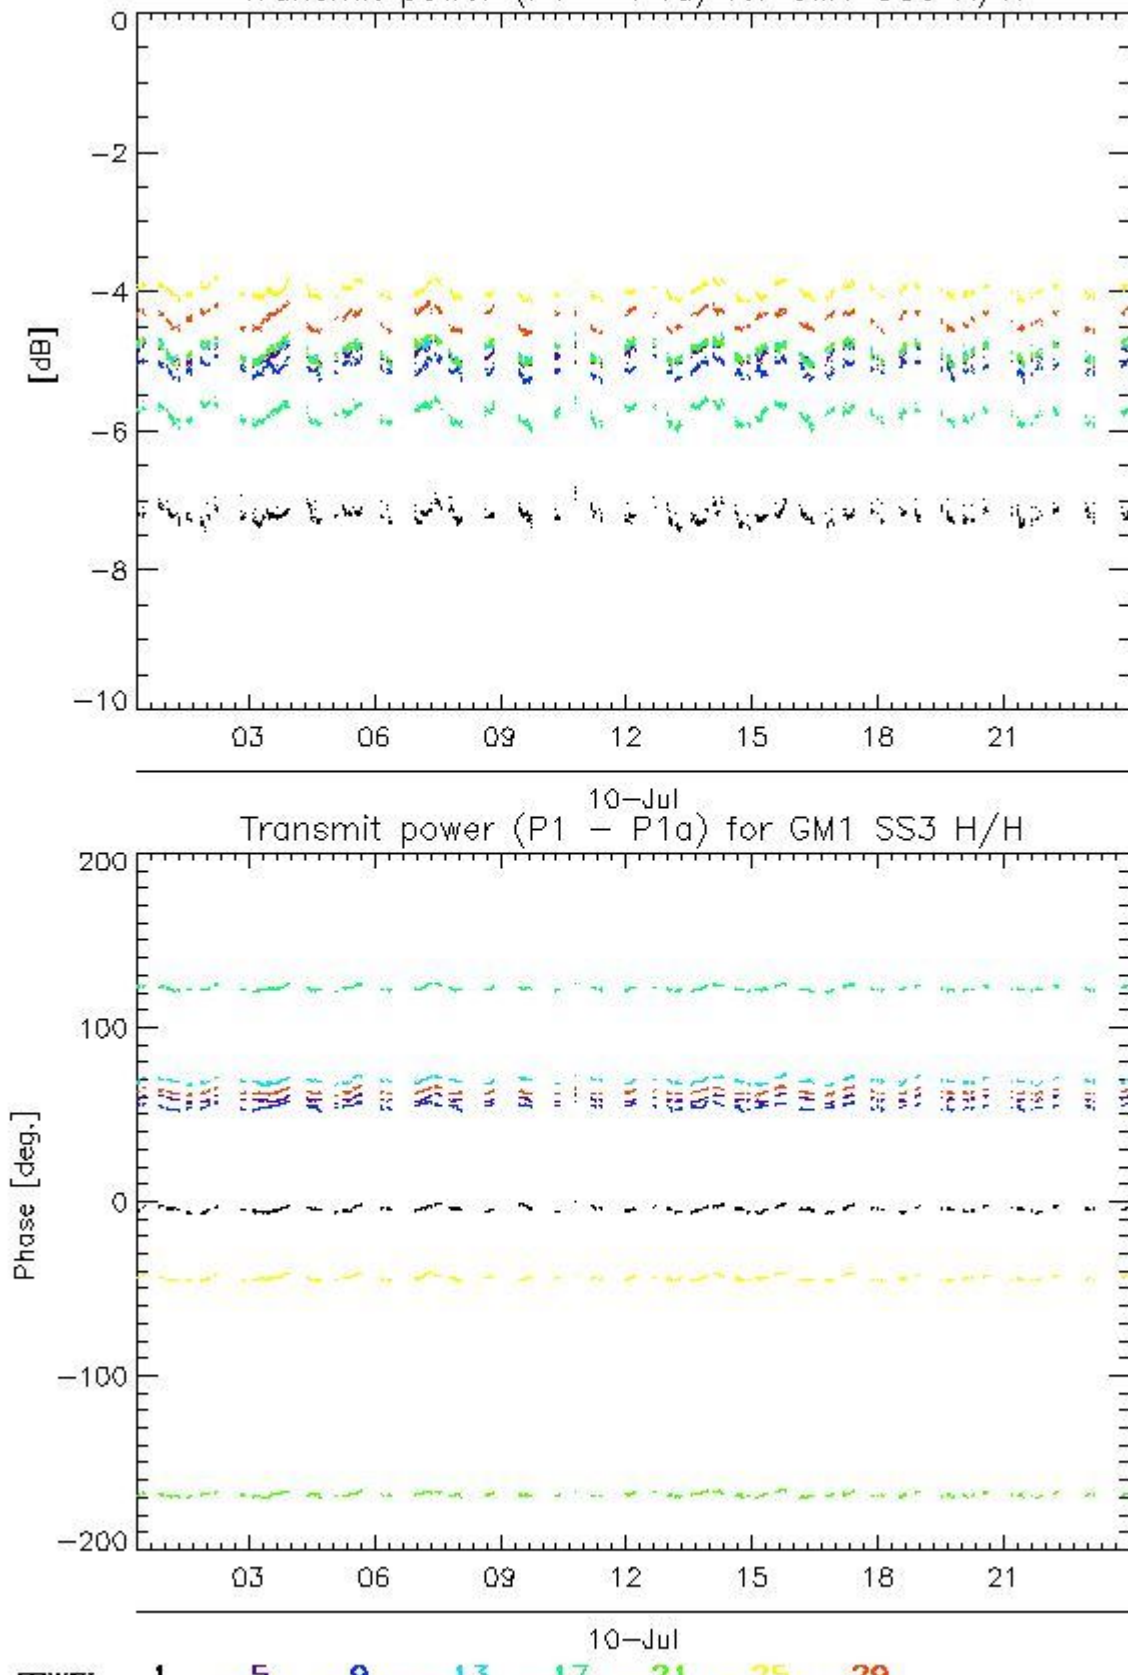 0
−2
−4
−6
−8
−10
[dB]
03 06 09 12 15 18 21
10−Jul
Transmit power (P1 − P1a) for GM1 SS3 H/H
200
100
0
−100
−200
Phase [deg.]
03 06 09 12 15 18 21
10−Jul
1 5 9 13 17 21 25 29